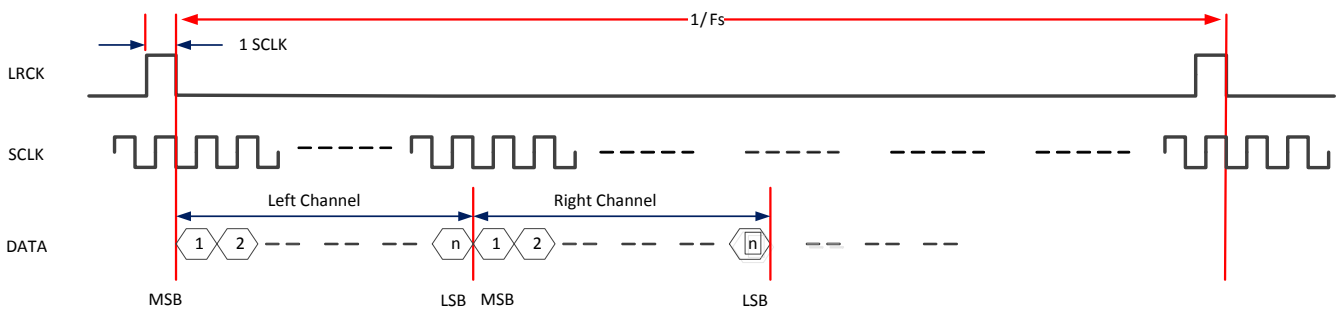 1/Fs
1 SCLK
LRCK
SCLK
Left Channel
Right Channel
DATA
1
2
n
1
2
n
MSB
LSB
MSB
LSB